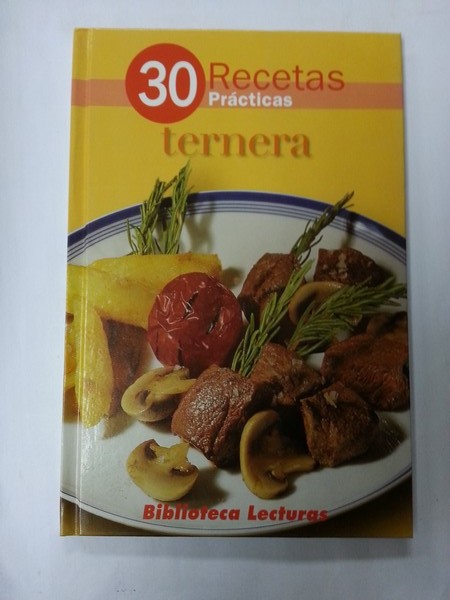 30 Recetas
Prácticas
ternera
Biblioteca Lecturas